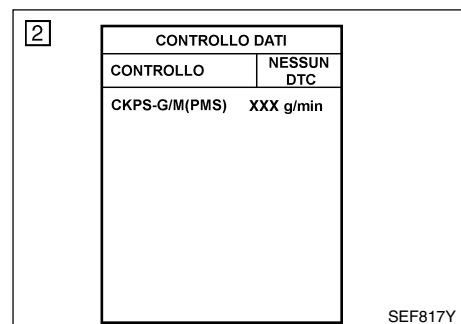 2
CONTROLLO DATI
CONTROLLO
NESSUN
DTC
CKPS-G/M(PMS) XXX g/min
SEF817Y